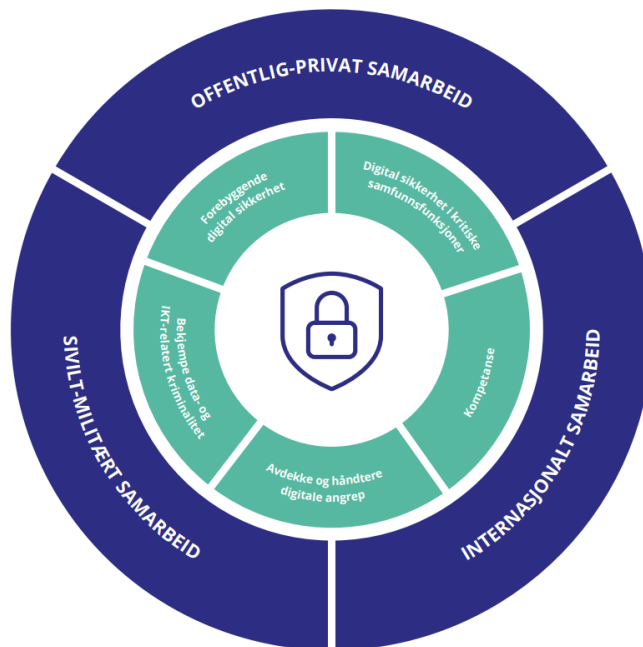 OFFENTLIG-PRIVAT SAMARBEID
Forebyggende
digital sikkerhet
Digital sikkerhet i kritiske
samfunnsfunksjoner
Bekjempe data- og
IKT-relatert kriminalitet
Kompetanse
Avdekke og håndtere
digitale angrep
SIVILT-MILITÆRT SAMARBEID
INTERNASJONALT SAMARBEID